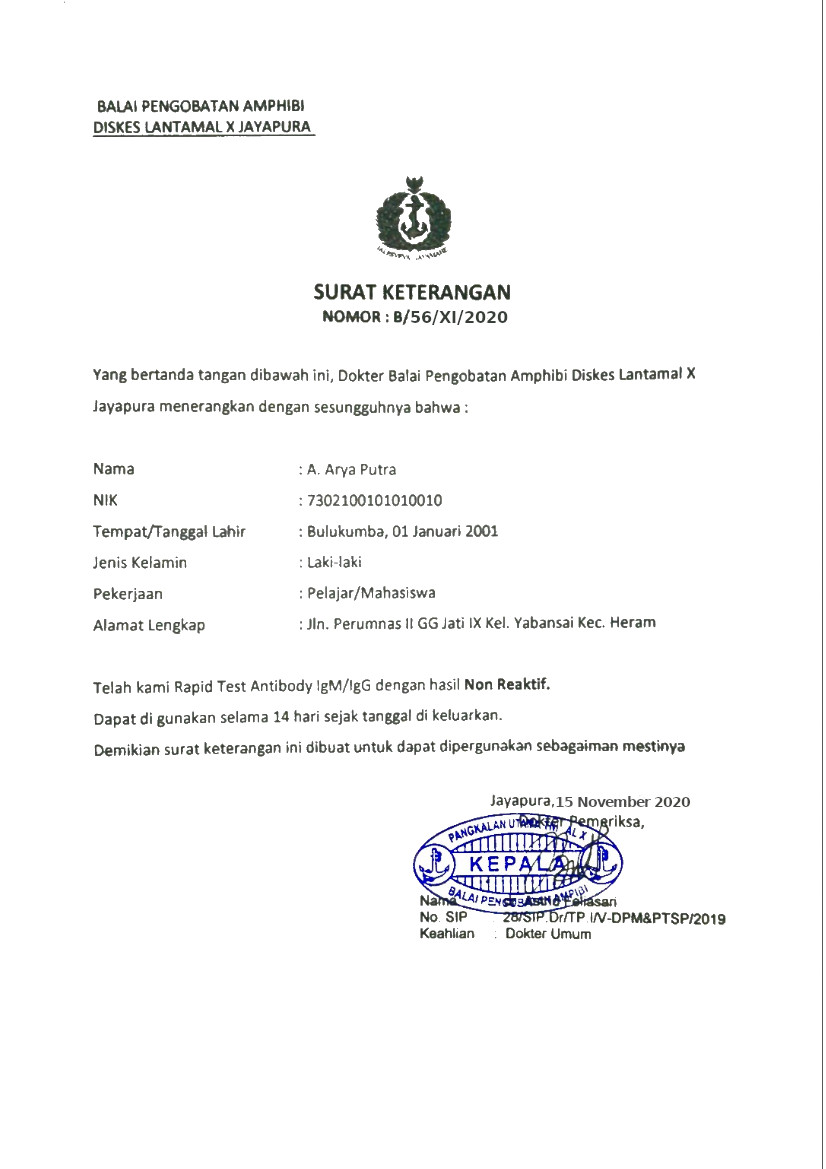 BALAI PENGOBATAN AMPHIBI
DISKES LANTAMAL X JAYAPURA
SURAT KETERANGAN
NOMOR : B/56/XI/2020
Yang bertanda tangan dibawah ini, Dokter Balai Pengobatan Amphibi Diskes Lantamal X
Jayapura menerangkan dengan sesungguhnya bahwa :
Nama : A. Arya Putra
NIK : 7302100101010010
Tempat/Tanggal Lahir : Bulukumba, 01 Januari 2001
Jenis Kelamin : Laki-laki
Pekerjaan : Pelajar/Mahasiswa
Alamat Lengkap : Jln. Perumnas II GG Jati IX Kel. Yabansai Kec. Heram
Telah kami Rapid Test Antibody IgM/IgG dengan hasil Non Reaktif.
Dapat di gunakan selama 14 hari sejak tanggal di keluarkan.
Demikian surat keterangan ini dibuat untuk dapat dipergunakan sebagaiman mestinya
Jayapura,15 November 2020
Dokter Pemeriksa,
PANGKALAN UTAMA AL X
KEPALA
BALAI PENGOBATAN AMPIBI
Nama Feliasari
No. SIP 28/SIP.Dr/TP.I/V-DPM&PTSP/2019
Keahlian : Dokter Umum